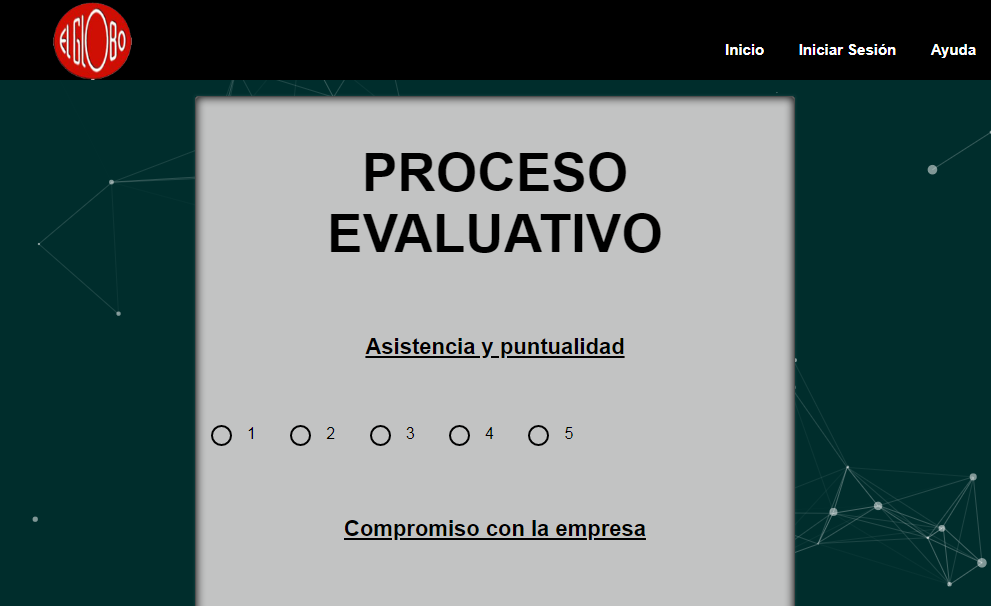 EL GLOBO
Inicio Iniciar Sesión Ayuda
PROCESO
EVALUATIVO
Asistencia y puntualidad
1 2 3 4 5
Compromiso con la empresa